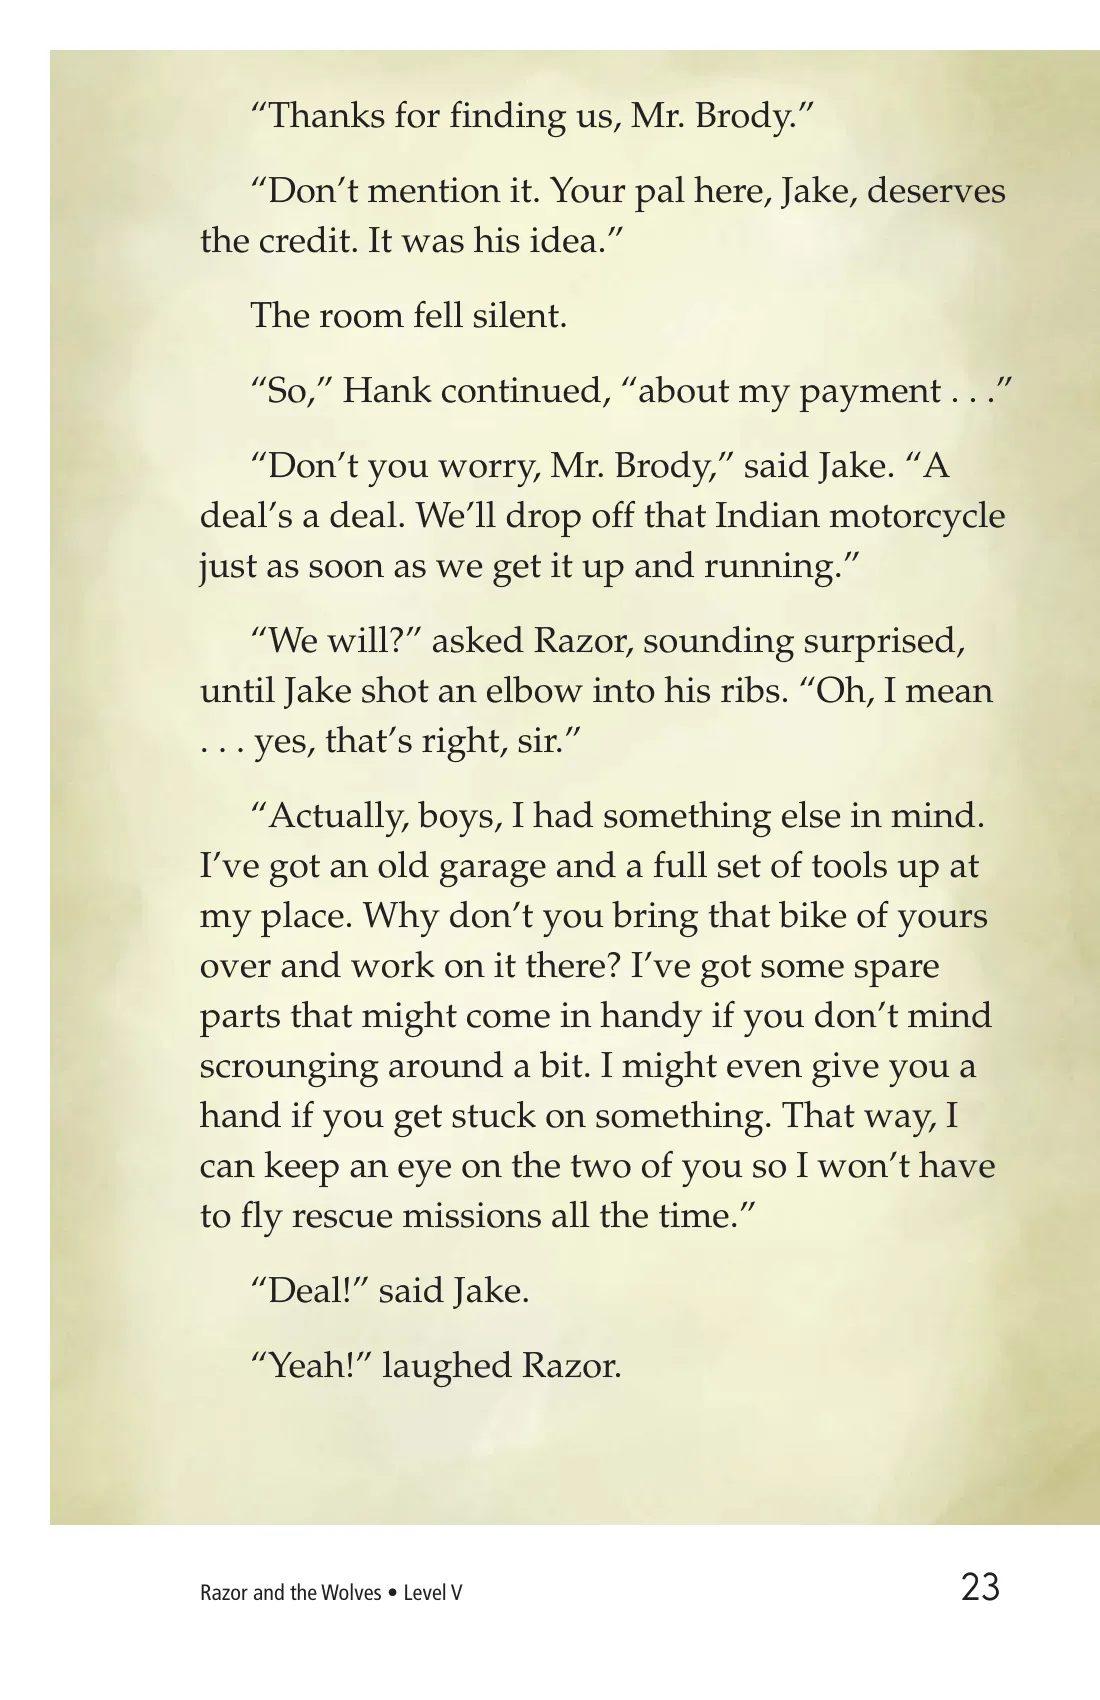 “Thanks for finding us, Mr. Brody.”
“Don’t mention it. Your pal here, Jake, deserves
the credit. It was his idea.”
The room fell silent.
“So,” Hank continued, “about my payment . . .”
“Don’t you worry, Mr. Brody,” said Jake. “A
deal’s a deal. We’ll drop off that Indian motorcycle
just as soon as we get it up and running.”
“We will?” asked Razor, sounding surprised,
until Jake shot an elbow into his ribs. “Oh, I mean
. . . yes, that’s right, sir.”
“Actually, boys, I had something else in mind.
I’ve got an old garage and a full set of tools up at
my place. Why don’t you bring that bike of yours
over and work on it there? I’ve got some spare
parts that might come in handy if you don’t mind
scrounging around a bit. I might even give you a
hand if you get stuck on something. That way, I
can keep an eye on the two of you so I won’t have
to fly rescue missions all the time.”
“Deal!” said Jake.
“Yeah!” laughed Razor.
Razor and the Wolves • Level V
23